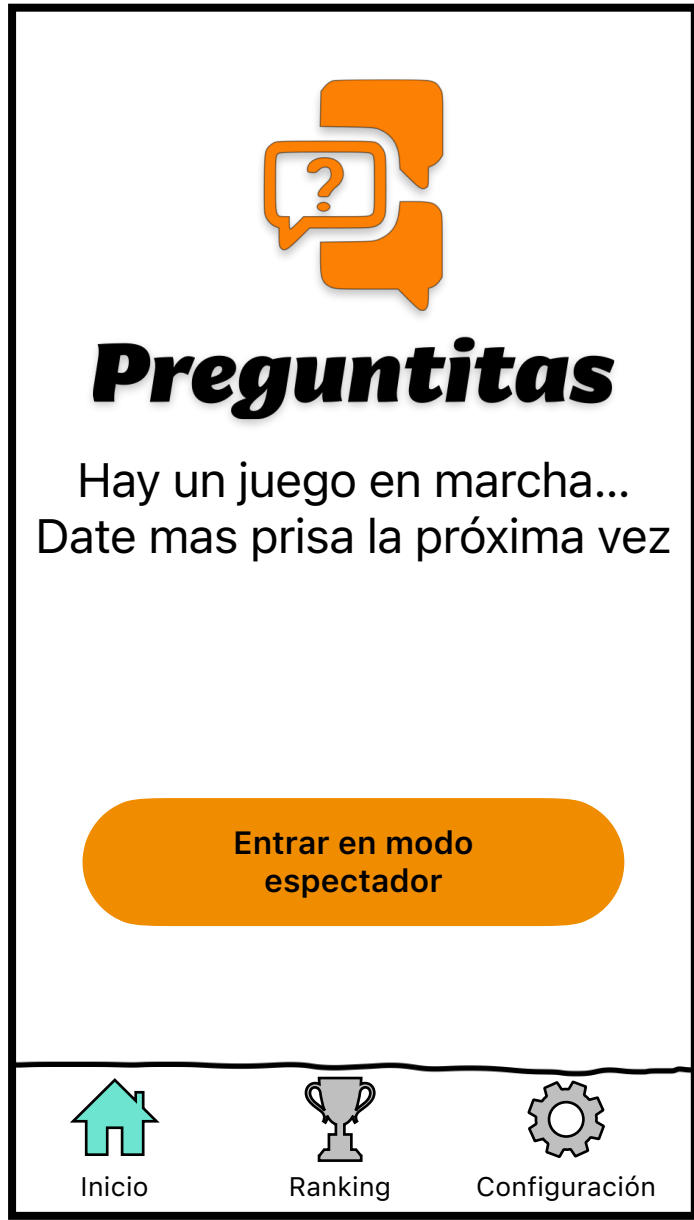 ?
Preguntitas
Hay un juego en marcha...
Date mas prisa la próxima vez
Entrar en modo
espectador
Inicio
Ranking
Configuración